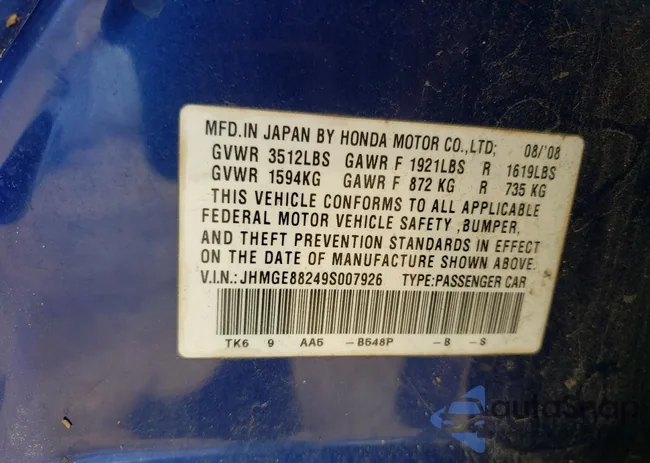 MFD.IN JAPAN BY HONDA MOTOR CO.,LTD; 08/'08
GVWR 3512LBS GAWR F 1921LBS R 1619LBS
GVWR 1594KG GAWR F 872 KG R 735 KG
THIS VEHICLE CONFORMS TO ALL APPLICABLE
FEDERAL MOTOR VEHICLE SAFETY ,BUMPER,
AND THEFT PREVENTION STANDARDS IN EFFECT
ON THE DATE OF MANUFACTURE SHOWN ABOVE.
V.I.N.: JHMGE88249S007926 TYPE:PASSENGER CAR
TK6 9 AA5 -B548P -8 -S
autosnap